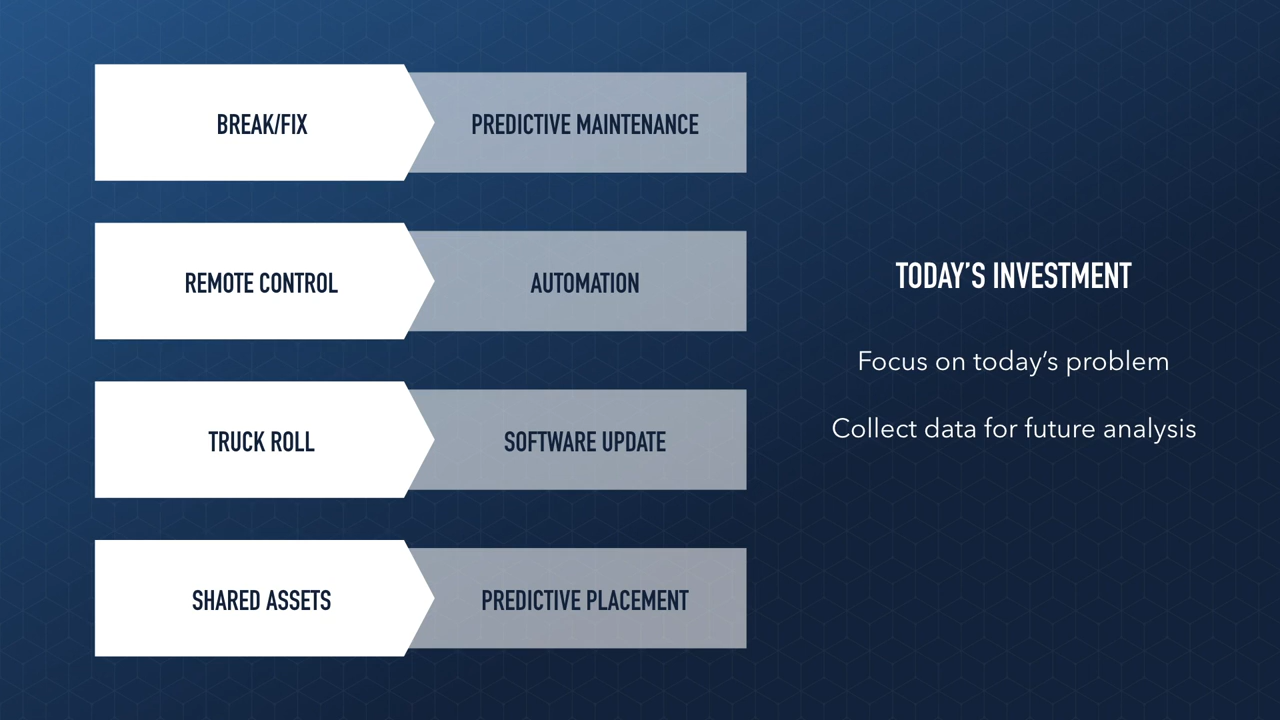 BREAK/FIX
PREDICTIVE MAINTENANCE
REMOTE CONTROL
AUTOMATION
TRUCK ROLL
SOFTWARE UPDATE
SHARED ASSETS
PREDICTIVE PLACEMENT
TODAY’S INVESTMENT
Focus on today’s problem
Collect data for future analysis